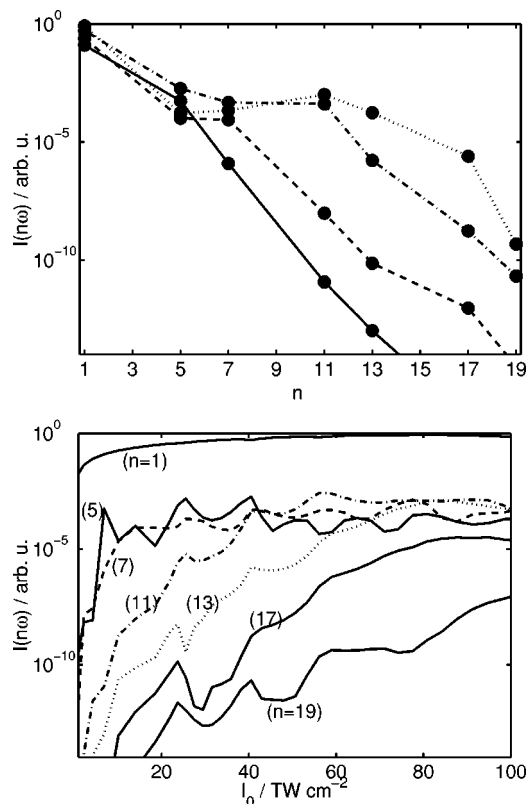 10^0
10^-5
10^-10
I(nω) / arb. u.
1 3 5 7 9 11 13 15 17 19
n
10^0
10^-5
10^-10
I(nω) / arb. u.
(n=1)
(5)
(7)
(11)
(13)
(17)
(n=19)
20 40 60 80 100
I_o / TW cm^-2